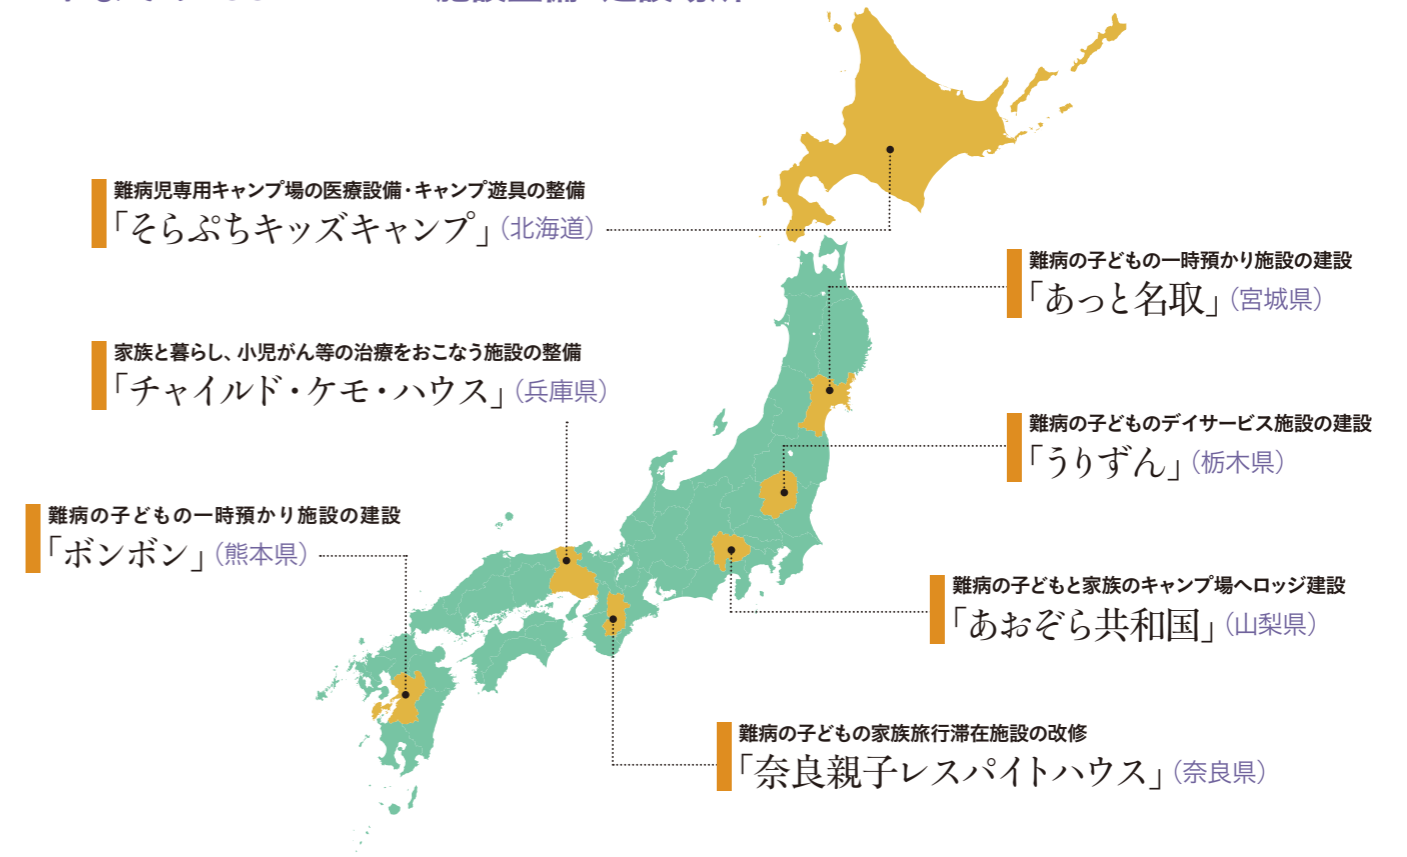 難病児専用キャンプ場の医療設備・キャンプ遊具の整備
「そらぷちキッズキャンプ」（北海道）
難病の子どもの一時預かり施設の建設
「あっと名取」（宮城県）
家族と暮らし、小児がん等の治療をおこなう施設の整備
「チャイルド・ケモ・ハウス」（兵庫県）
難病の子どものデイサービス施設の建設
「うりずん」（栃木県）
難病の子どもの一時預かり施設の建設
「ボンボン」（熊本県）
難病の子どもと家族のキャンプ場へロッジ建設
「あおぞら共和国」（山梨県）
難病の子どもの家族旅行滞在施設の改修
「奈良親子レスパイトハウス」（奈良県）